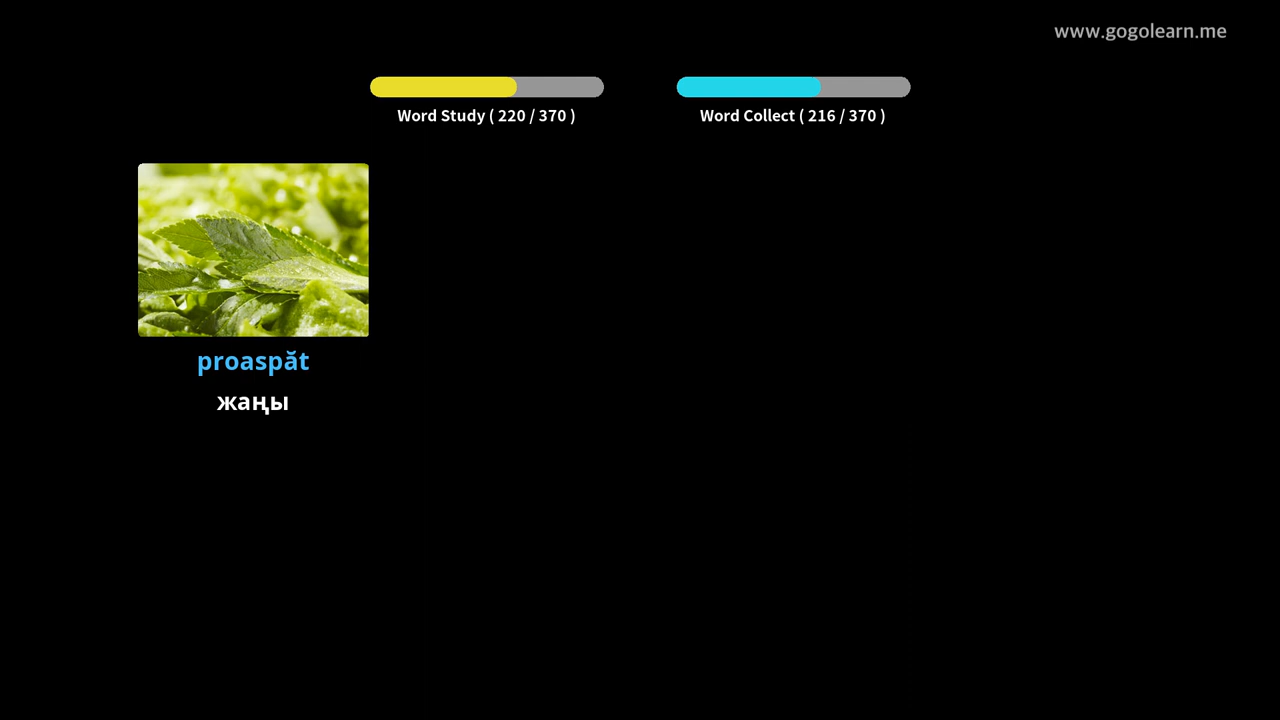 www.gogolearn.me
Word Study ( 220 / 370 )
Word Collect ( 216 / 370 )
proaspăt
жаңы